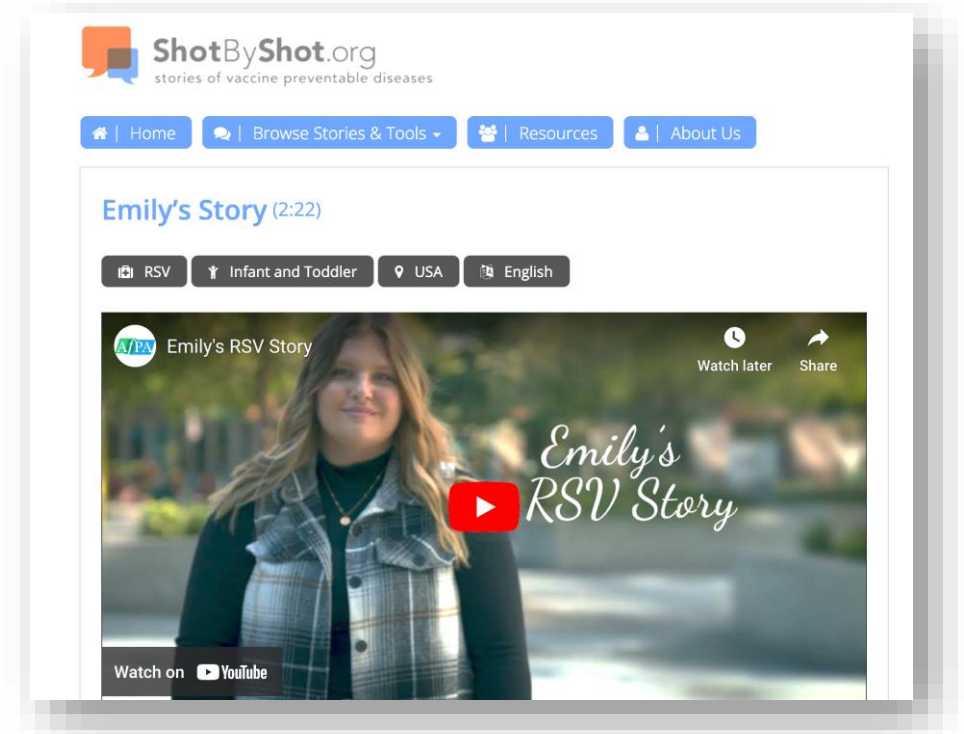 ShotByShot.org
stories of vaccine preventable diseases
| Home | Browse Stories & Tools | Resources | About Us
Emily's Story (2:22)
RSV Infant and Toddler USA English
AfPA Emily's RSV Story
Watch later Share
Emily's
RSV Story
Watch on YouTube